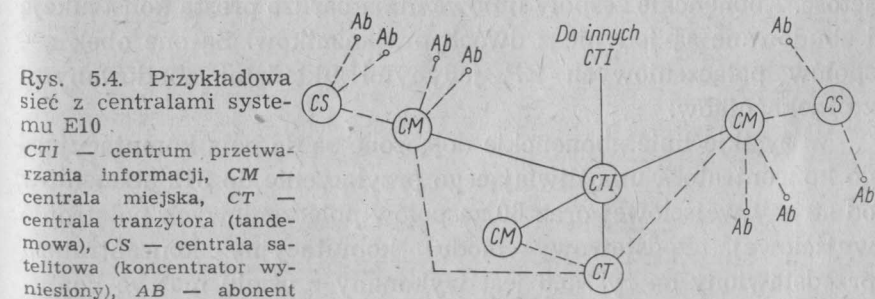 Rys. 5.4. Przykładowa
sieć z centralami syste-
mu E10
CTI — centrum przetwa-
rzania informacji, CM
centrala miejska, CT —
centrala tranzytora (tande-
mowa), CS — centrala sa-
telitowa (koncentrator wy-
niesiony), AB — abonent
Ab
Ab
CS
Ab
Ab
CM
Do innych
CTI
CTI
CM
CT
CM
Ab
CS
Ab
Ab
Ab